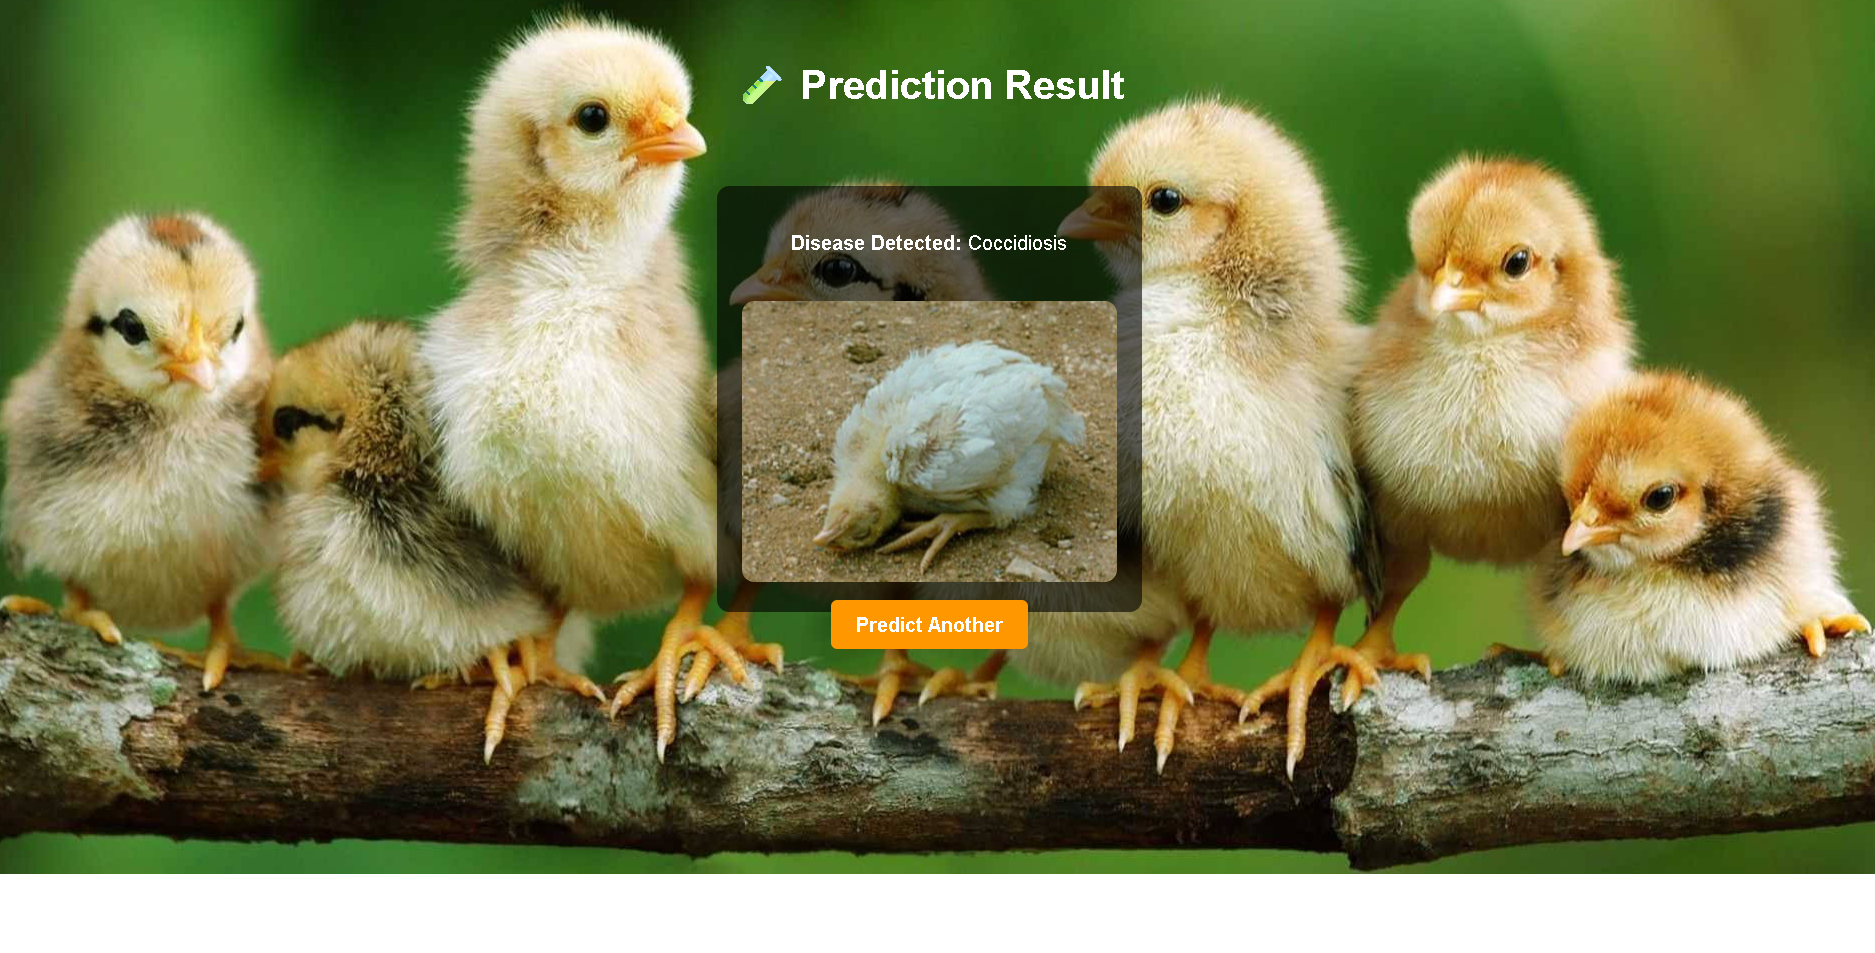 Prediction Result
Disease Detected: Coccidiosis
Predict Another